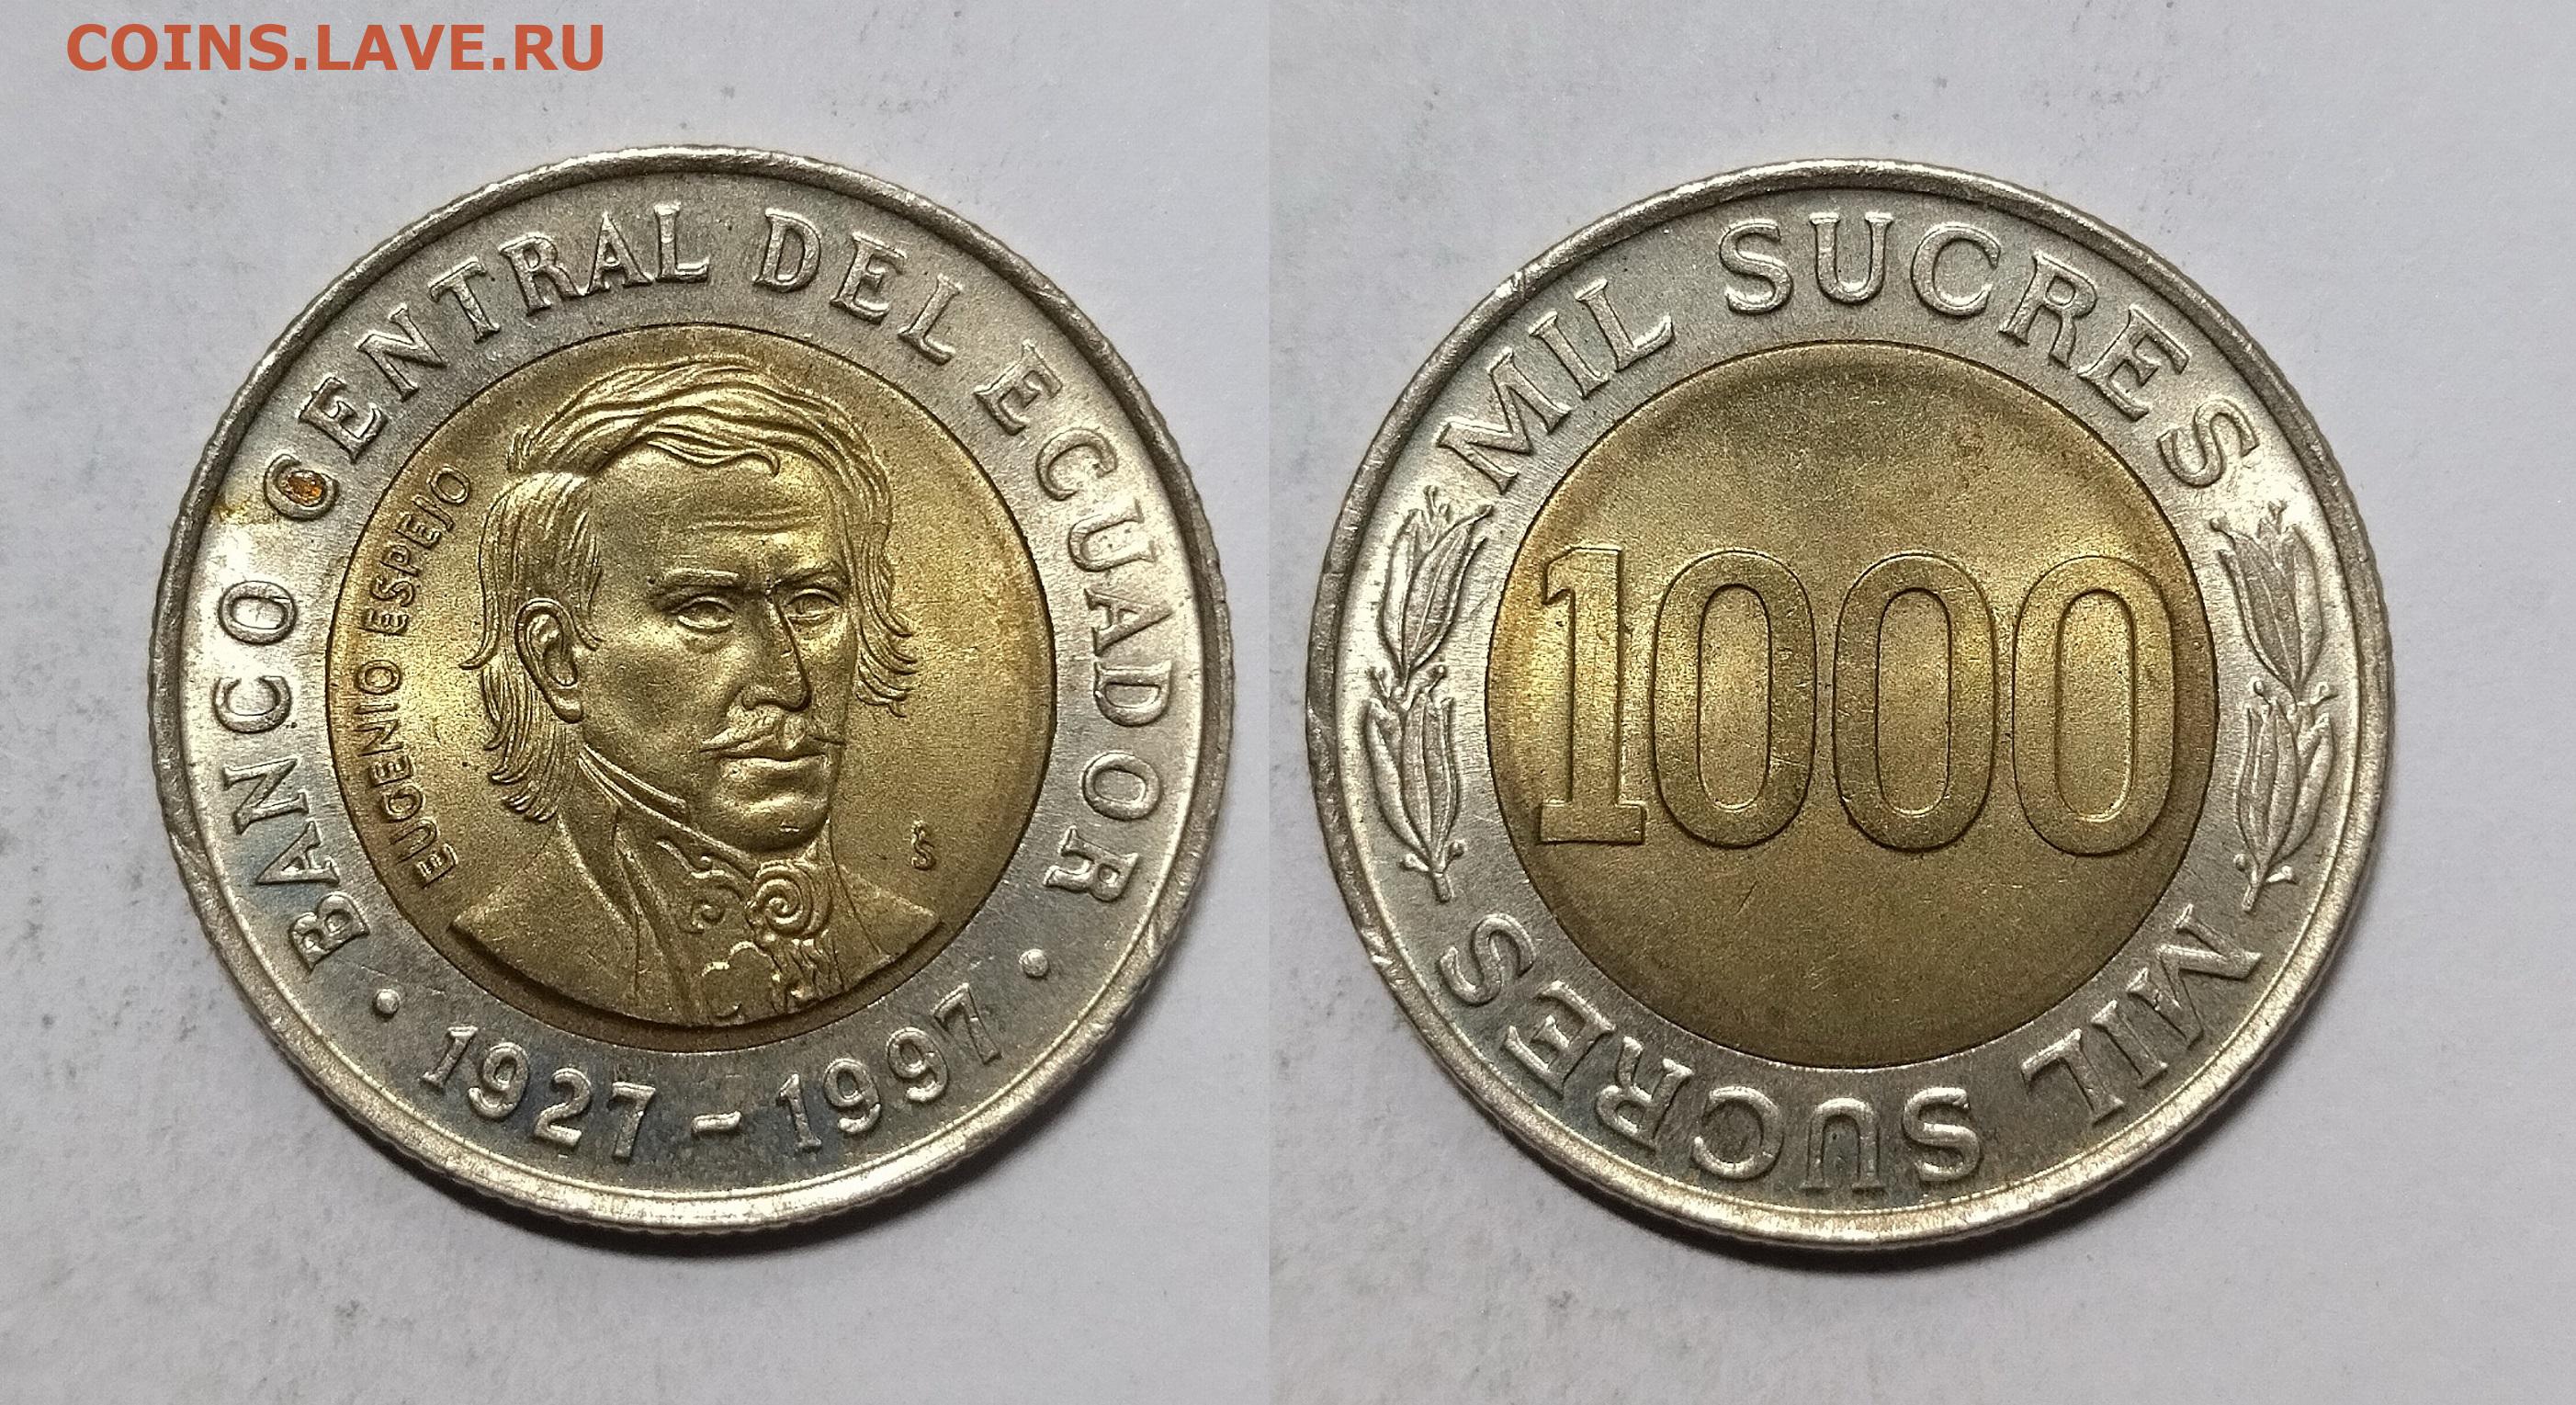 COINS.LAVE.RU
BANCO CENTRAL DEL ECUADOR
EUGENIO ESPEJO
S
· 1927 - 1997 ·
MIL SUCRES
1000
MIL SUCRES